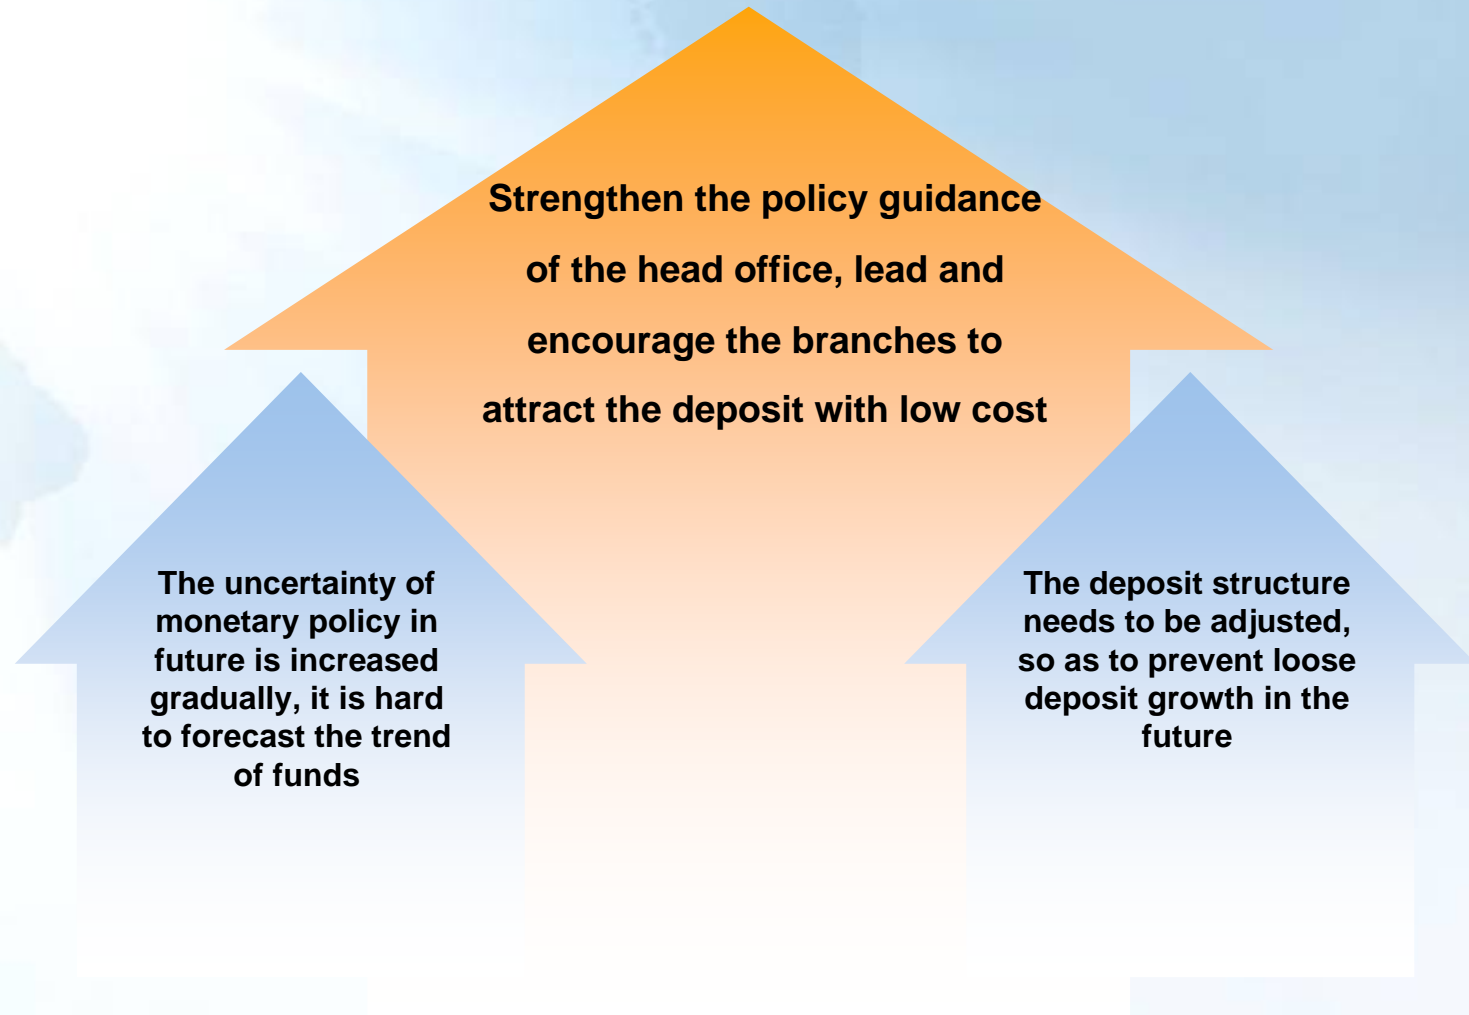 Strengthen the policy guidance
of the head office, lead and
encourage the branches to
attract the deposit with low cost
The uncertainty of
monetary policy in
future is increased
gradually, it is hard
to forecast the trend
of funds
The deposit structure
needs to be adjusted,
so as to prevent loose
deposit growth in the
future